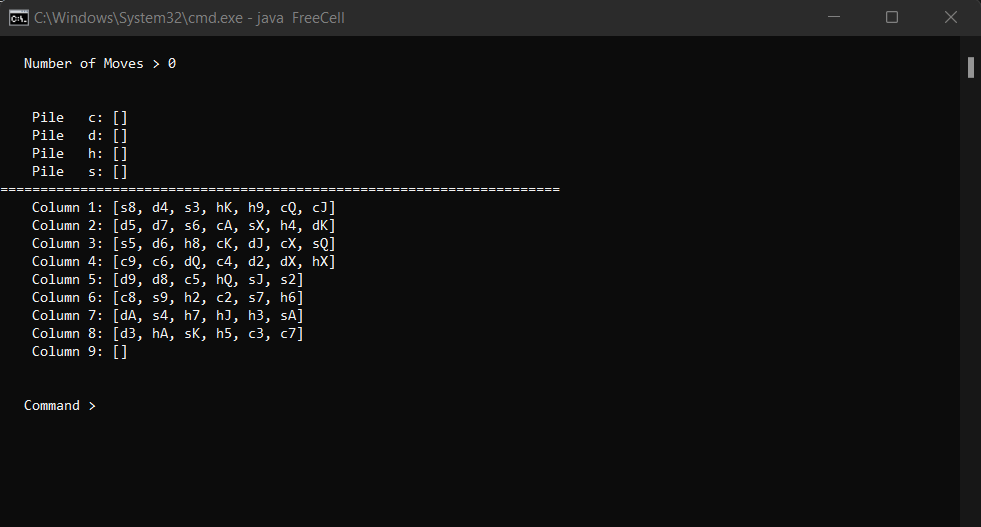 C:\Windows\System32\cmd.exe - java  FreeCell
Number of Moves > 0
Pile   c: []
Pile   d: []
Pile   h: []
Pile   s: []
======================================================================
Column 1: [s8, d4, s3, hK, h9, cQ, cJ]
Column 2: [d5, d7, s6, cA, sX, h4, dK]
Column 3: [s5, d6, h8, cK, dJ, cX, sQ]
Column 4: [c9, c6, dQ, c4, d2, dX, hX]
Column 5: [d9, d8, c5, hQ, sJ, s2]
Column 6: [c8, s9, h2, c2, s7, h6]
Column 7: [dA, s4, h7, hJ, h3, sA]
Column 8: [d3, hA, sK, h5, c3, c7]
Column 9: []
Command >